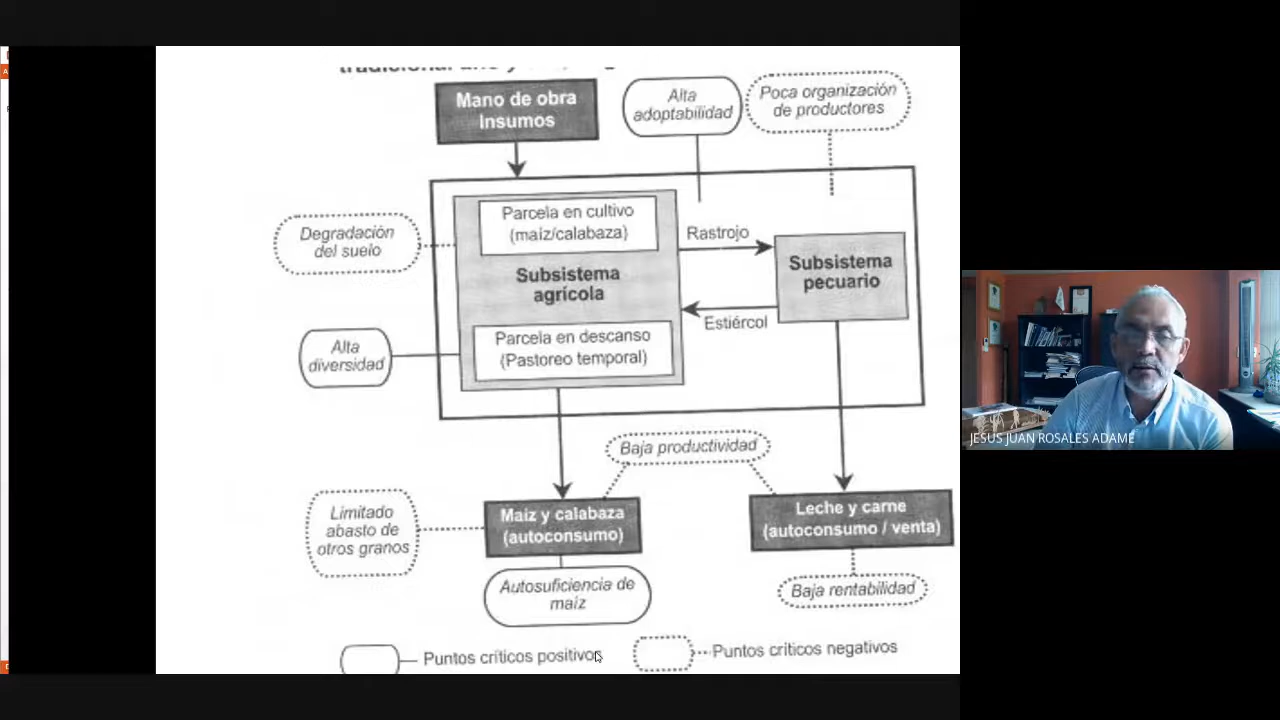 Mano de obra
Insumos
Alta
adoptabilidad
Poca organización
de productores
Parcela en cultivo
(maíz/calabaza)
Degradación
del suelo
Rastrojo
Subsistema
agrícola
Subsistema
pecuario
Estiércol
Parcela en descanso
(Pastoreo temporal)
Alta
diversidad
JESUS JUAN ROSALES ADAME
Baja productividad
Limitado
abasto de
otros granos
Maíz y calabaza
(autoconsumo)
Leche y carne
(autoconsumo / venta)
Autosuficiencia de
maíz
Baja rentabilidad
Puntos críticos positivos
Puntos criticos negativos